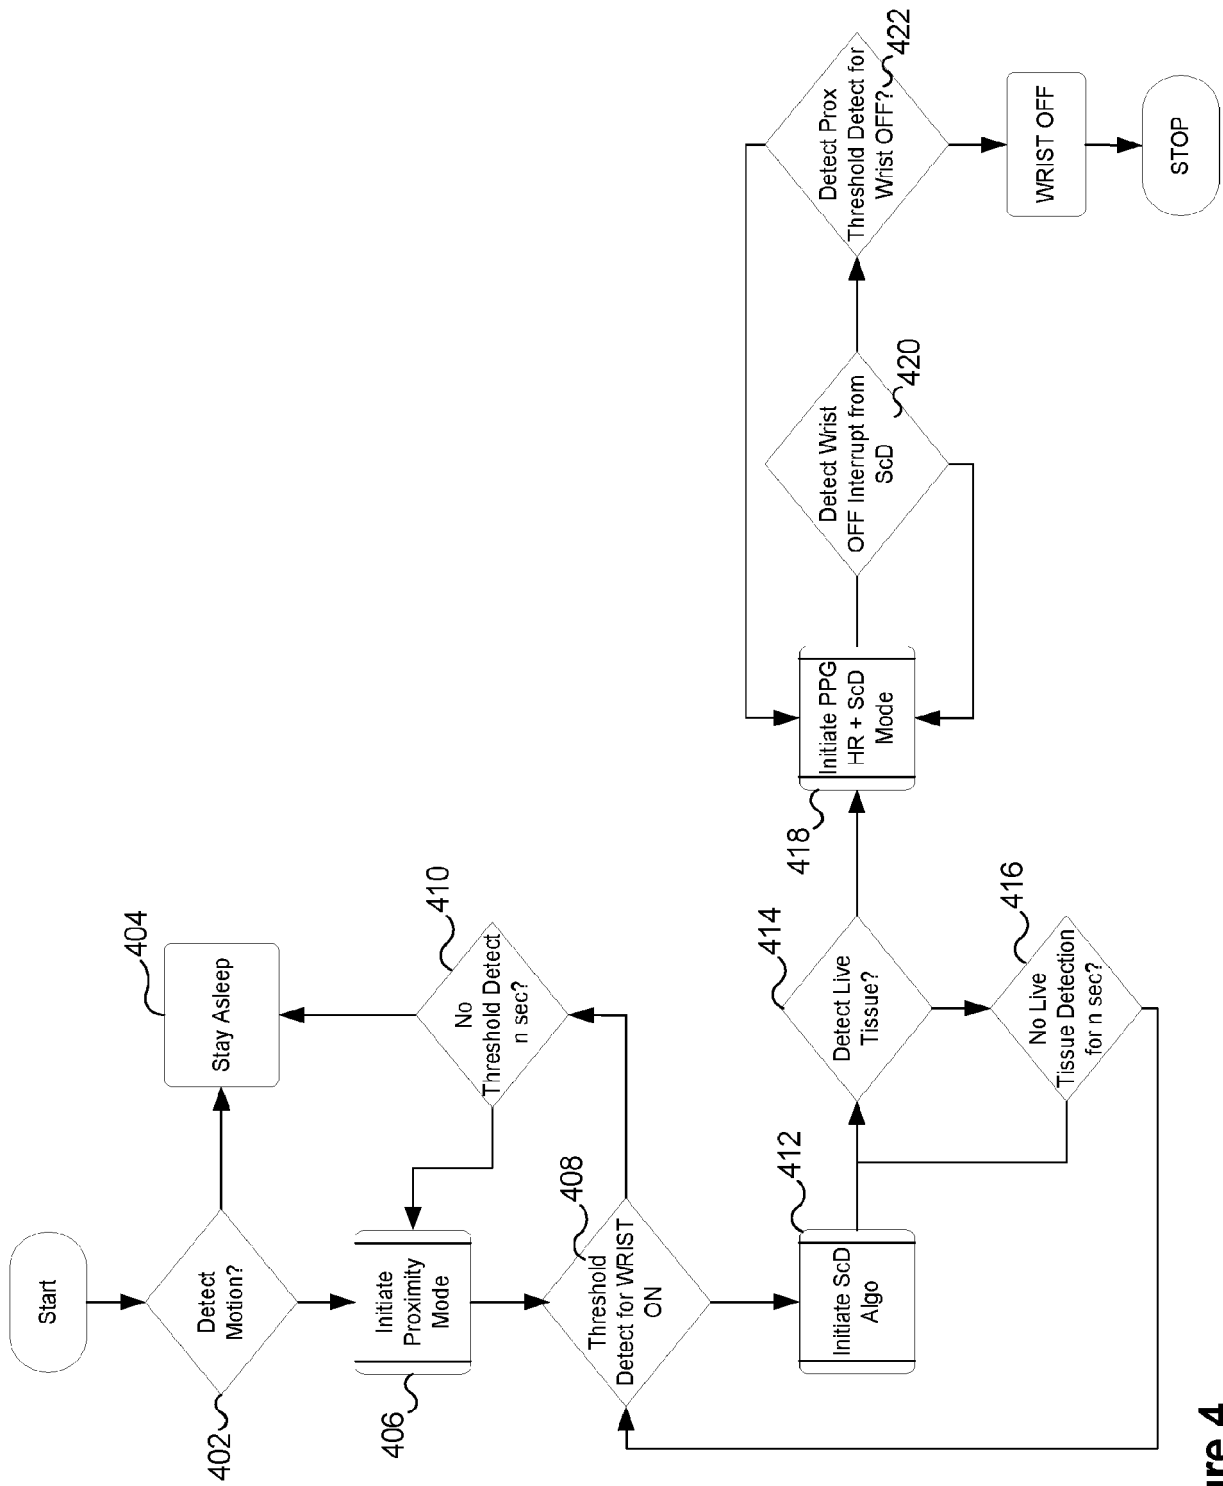 Start
Detect
Motion?
402
Stay Asleep
404
Initiate
Proximity
Mode
406
Threshold
Detect for WRIST
ON
408
No
Threshold Detect
n sec?
410
Initiate ScD
Algo
412
Detect Live
Tissue?
414
No Live
Tissue Detection
for n sec?
416
Initiate PPG
HR + ScD
Mode
418
Detect Wrist
OFF Interrupt from
ScD
420
Detect Prox
Threshold Detect for
Wrist OFF?
422
WRIST OFF
STOP
ure 4